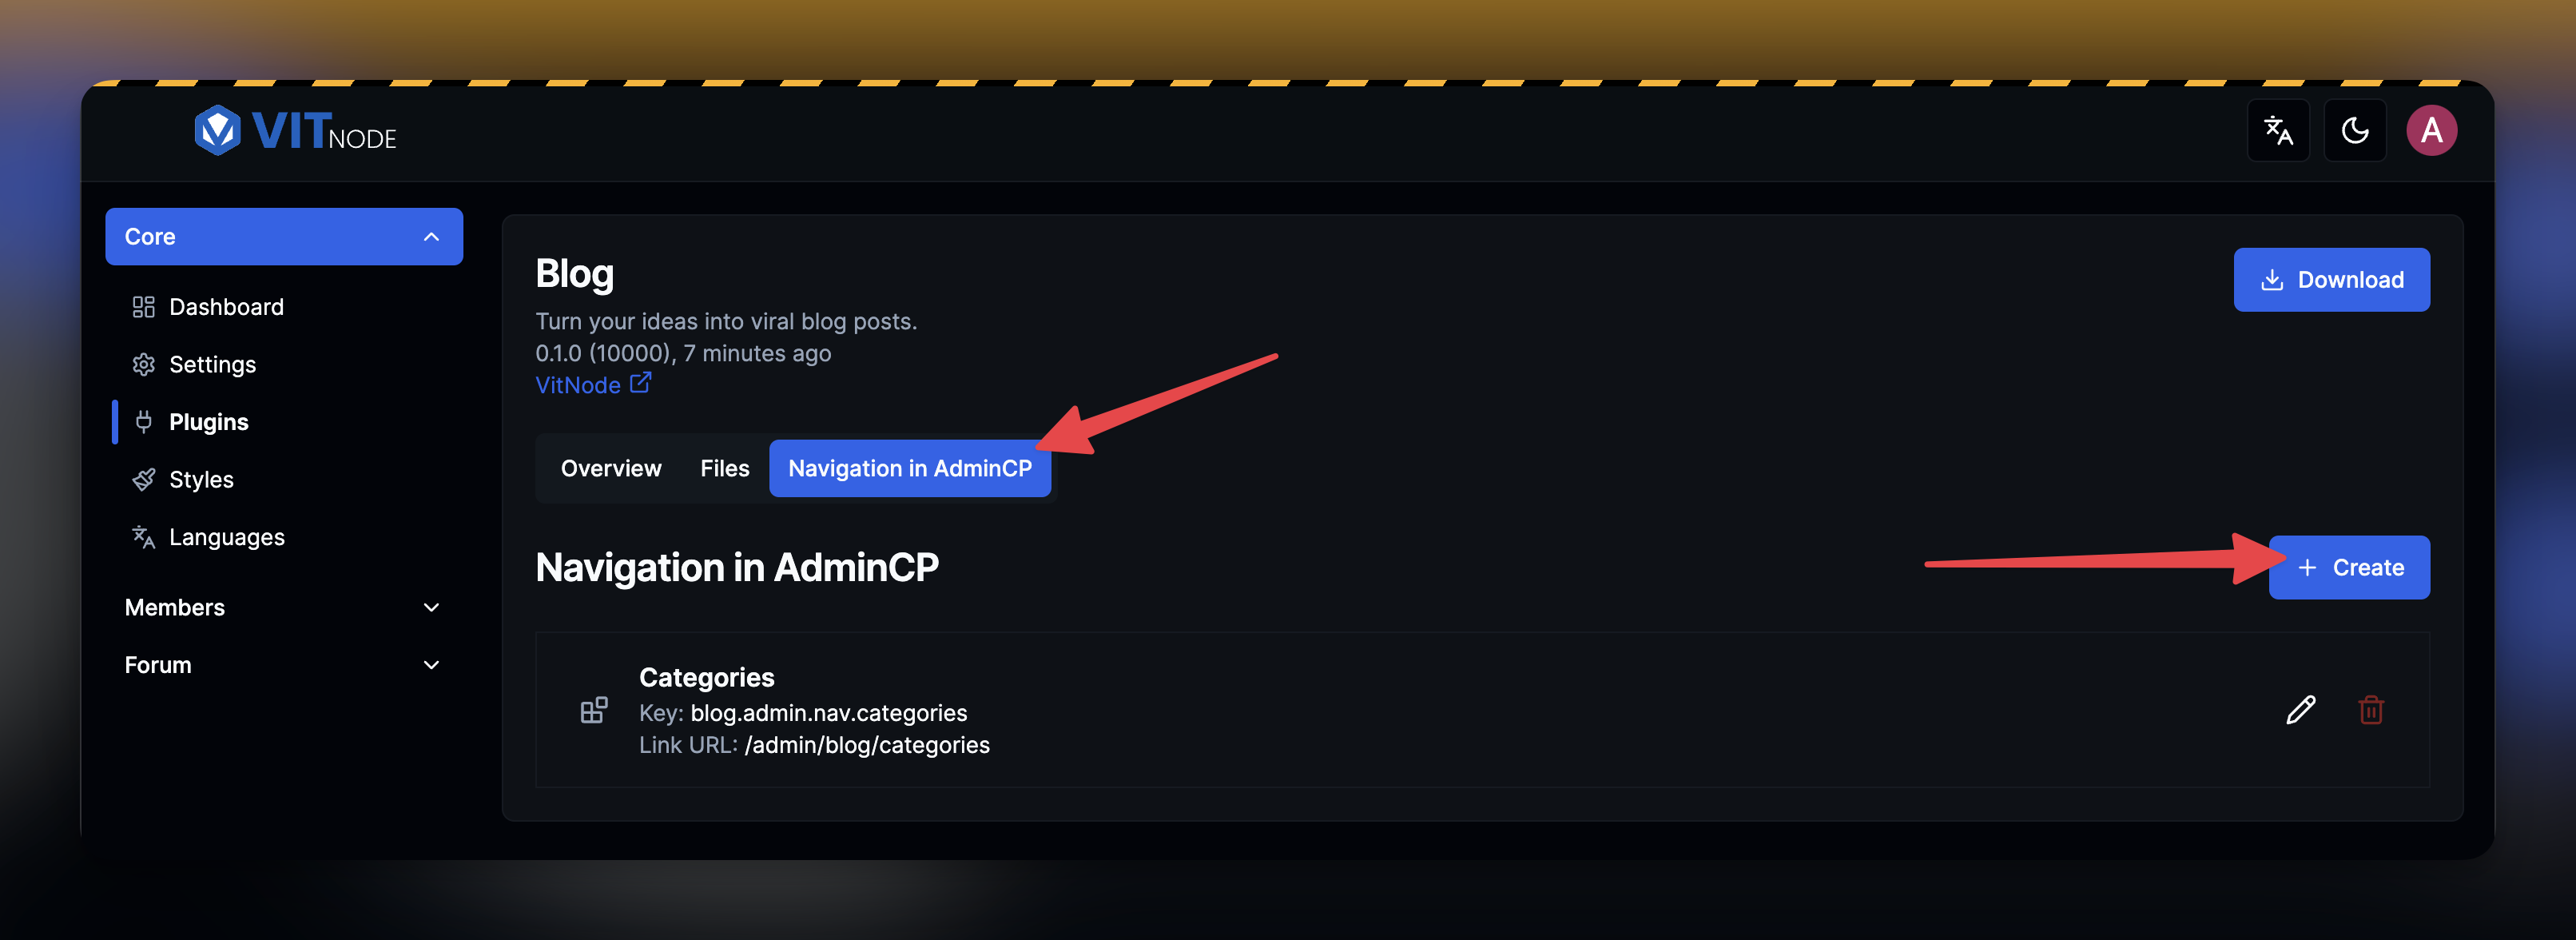 VITNODE
A
Core
Dashboard
Settings
Plugins
Styles
Languages
Members
Forum
Blog
Turn your ideas into viral blog posts.
0.1.0 (10000), 7 minutes ago
VitNode
Download
Overview Files Navigation in AdminCP
Navigation in AdminCP
Create
Categories
Key: blog.admin.nav.categories
Link URL: /admin/blog/categories